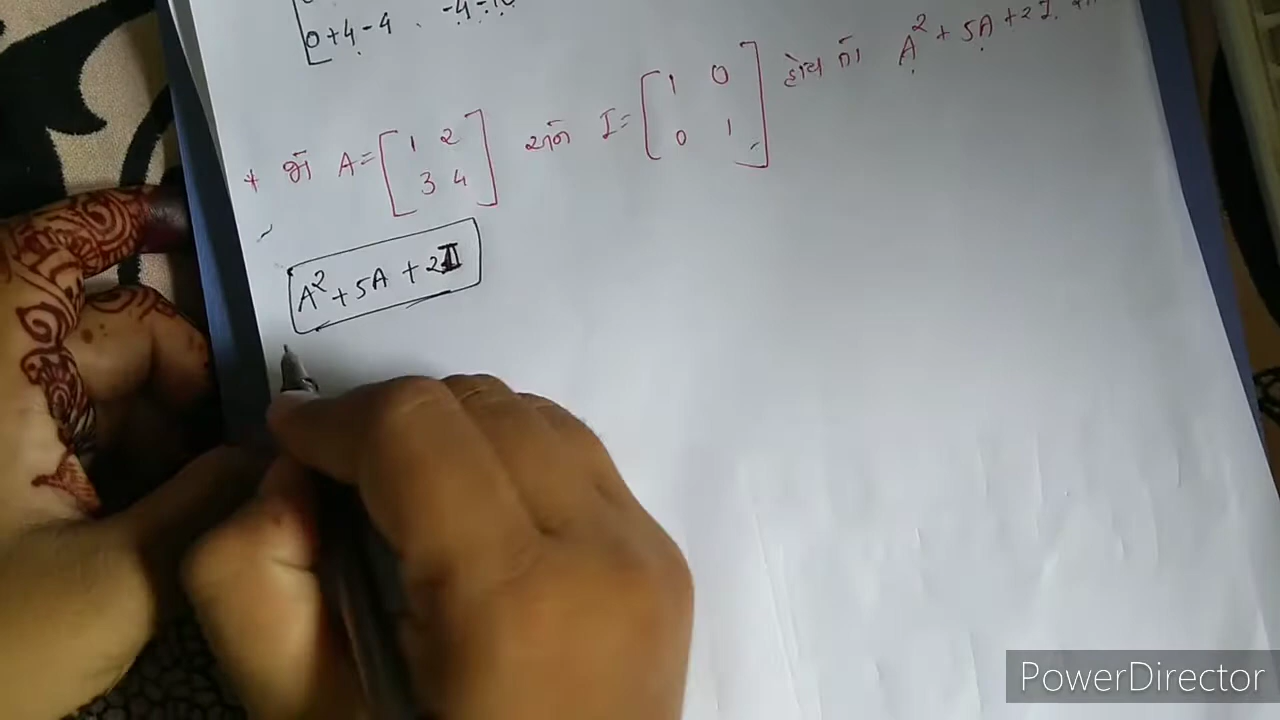 0+4-4
* જો A = [1 2 3 4] અને I = [1 0 0 1] હોય તો A² + 5A + 2I
A² + 5A + 2I
PowerDirector